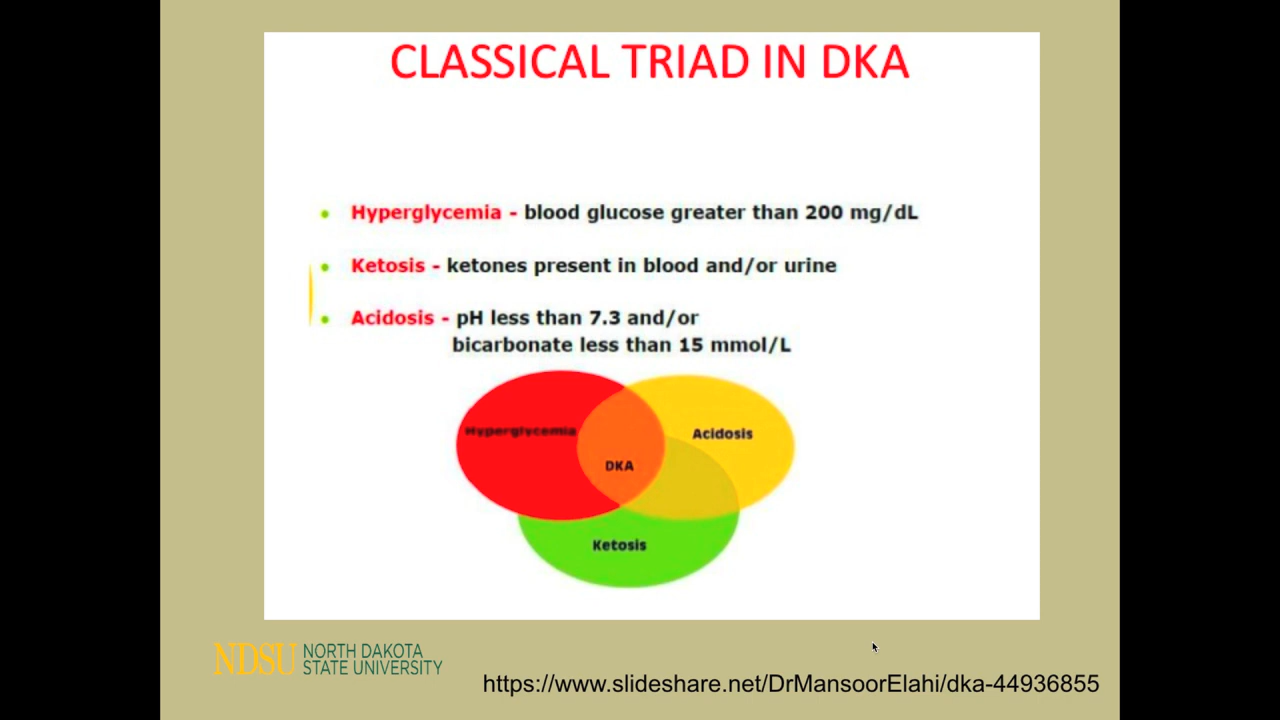 CLASSICAL TRIAD IN DKA
• Hyperglycemia - blood glucose greater than 200 mg/dL
• Ketosis - ketones present in blood and/or urine
• Acidosis - pH less than 7.3 and/or
bicarbonate less than 15 mmol/L
Hyperglycemia
Acidosis
DKA
Ketosis
NDSU NORTH DAKOTA
STATE UNIVERSITY
https://www.slideshare.net/DrMansoorElahi/dka-44936855